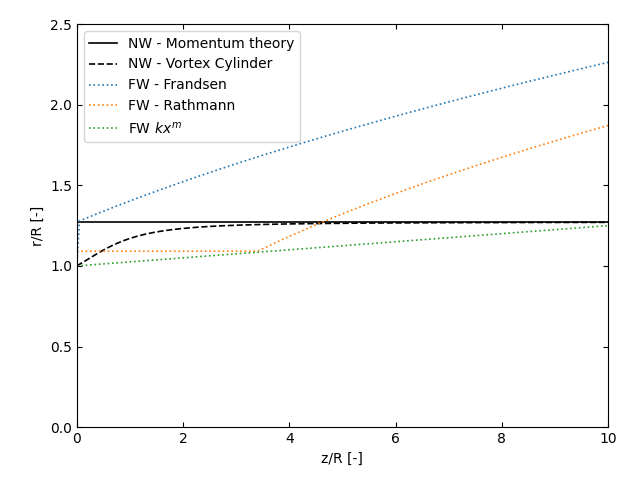 2.5
NW - Momentum theory
NW - Vortex Cylinder
FW - Frandsen
FW - Rathmann
FW kx^m
2.0
1.5
r/R [-]
1.0
0.5
0.0
0 2 4 6 8 10
z/R [-]